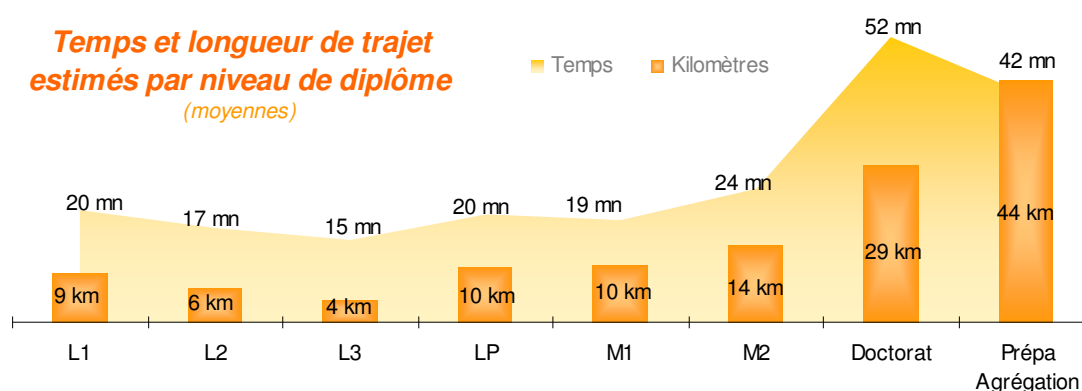 Temps et longueur de trajet
estimés par niveau de diplôme
(moyennes)
Temps
Kilomètres
20 mn
17 mn
15 mn
20 mn
19 mn
24 mn
52 mn
42 mn
9 km
6 km
4 km
10 km
10 km
14 km
29 km
44 km
L1
L2
L3
LP
M1
M2
Doctorat
Prépa
Agrégation